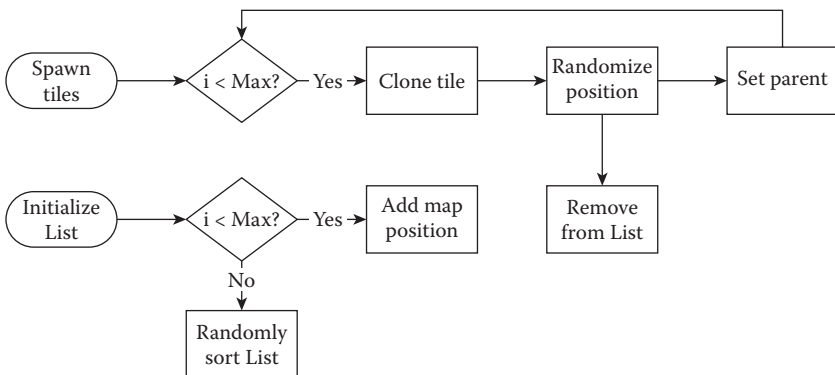 Spawn
tiles
i < Max?
Yes
Clone tile
Randomize
position
Set parent
Initialize
List
i < Max?
Yes
Add map
position
Remove
from List
No
Randomly
sort List